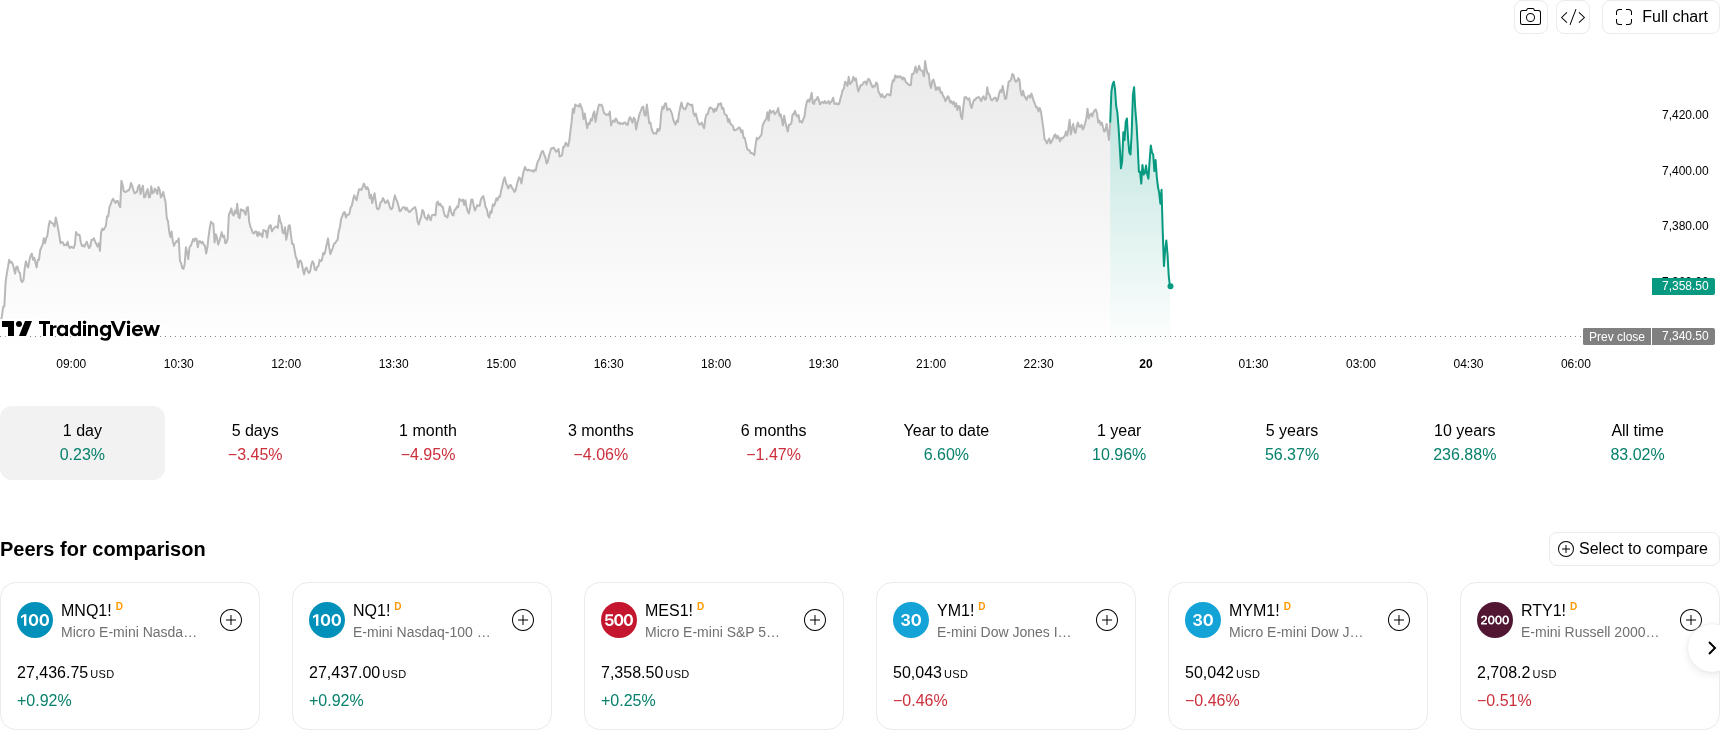 Full chart
7,420.00
7,400.00
7,380.00
7,358.50
TradingView
Prev close 7,340.50
09:00 10:30 12:00 13:30 15:00 16:30 18:00 19:30 21:00 22:30 20 01:30 03:00 04:30 06:00
1 day 5 days 1 month 3 months 6 months Year to date 1 year 5 years 10 years All time
0.23% −3.45% −4.95% −4.06% −1.47% 6.60% 10.96% 56.37% 236.88% 83.02%
Peers for comparison
Select to compare
100 MNQ1! D
Micro E-mini Nasda…
27,436.75 USD
+0.92%
100 NQ1! D
E-mini Nasdaq-100 …
27,437.00 USD
+0.92%
500 MES1! D
Micro E-mini S&P 5…
7,358.50 USD
+0.25%
30 YM1! D
E-mini Dow Jones I…
50,043 USD
−0.46%
30 MYM1! D
Micro E-mini Dow J…
50,042 USD
−0.46%
2000 RTY1! D
E-mini Russell 2000…
2,708.2 USD
−0.51%